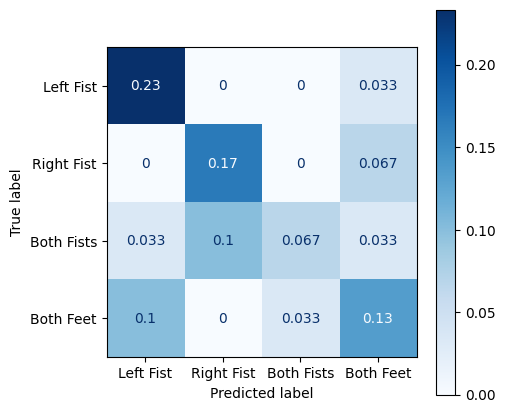 Left Fist 0.23 0 0 0.033
Right Fist 0 0.17 0 0.067
Both Fists 0.033 0.1 0.067 0.033
Both Feet 0.1 0 0.033 0.13
Left Fist Right Fist Both Fists Both Feet
Predicted label
True label
0.20
0.15
0.10
0.05
0.00